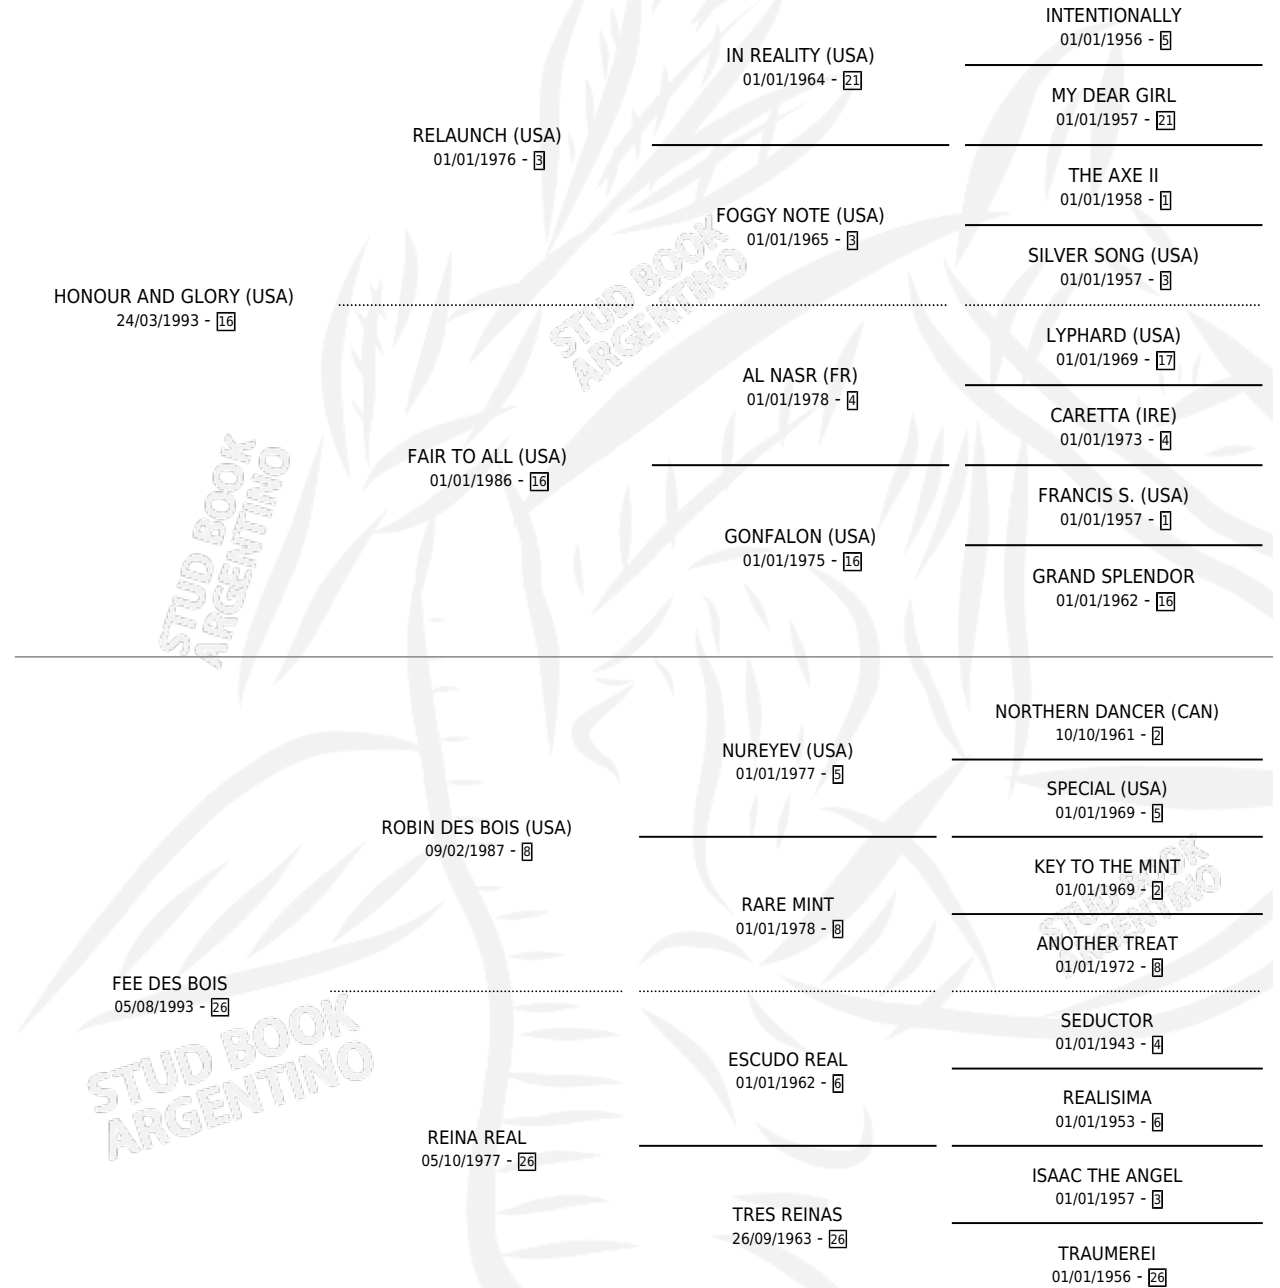 INTENTIONALLY
01/01/1956 - 5
IN REALITY (USA)
01/01/1964 - 21
MY DEAR GIRL
01/01/1957 - 21
RELAUNCH (USA)
01/01/1976 - 3
THE AXE II
01/01/1958 - 1
FOGGY NOTE (USA)
01/01/1965 - 3
SILVER SONG (USA)
01/01/1957 - 3
HONOUR AND GLORY (USA)
24/03/1993 - 16
STUD BOOK
ARGENTINO
LYPHARD (USA)
01/01/1969 - 17
AL NASR (FR)
01/01/1978 - 4
CARETTA (IRE)
01/01/1973 - 4
FAIR TO ALL (USA)
01/01/1986 - 16
FRANCIS S. (USA)
01/01/1957 - 1
GONFALON (USA)
01/01/1975 - 16
GRAND SPLENDOR
01/01/1962 - 16
STUD BOOK
ARGENTINO
NORTHERN DANCER (CAN)
10/10/1961 - 2
NUREYEV (USA)
01/01/1977 - 5
SPECIAL (USA)
01/01/1969 - 5
ROBIN DES BOIS (USA)
09/02/1987 - 8
KEY TO THE MINT
01/01/1969 - 2
RARE MINT
01/01/1978 - 8
STUD BOOK
ARGENTINO
ANOTHER TREAT
01/01/1972 - 8
FEE DES BOIS
05/08/1993 - 26
SEDUCTOR
01/01/1943 - 4
ESCUDO REAL
01/01/1962 - 6
STUD BOOK
ARGENTINO
REALISIMA
01/01/1953 - 6
REINA REAL
05/10/1977 - 26
ISAAC THE ANGEL
01/01/1957 - 3
TRES REINAS
26/09/1963 - 26
TRAUMEREI
01/01/1956 - 26